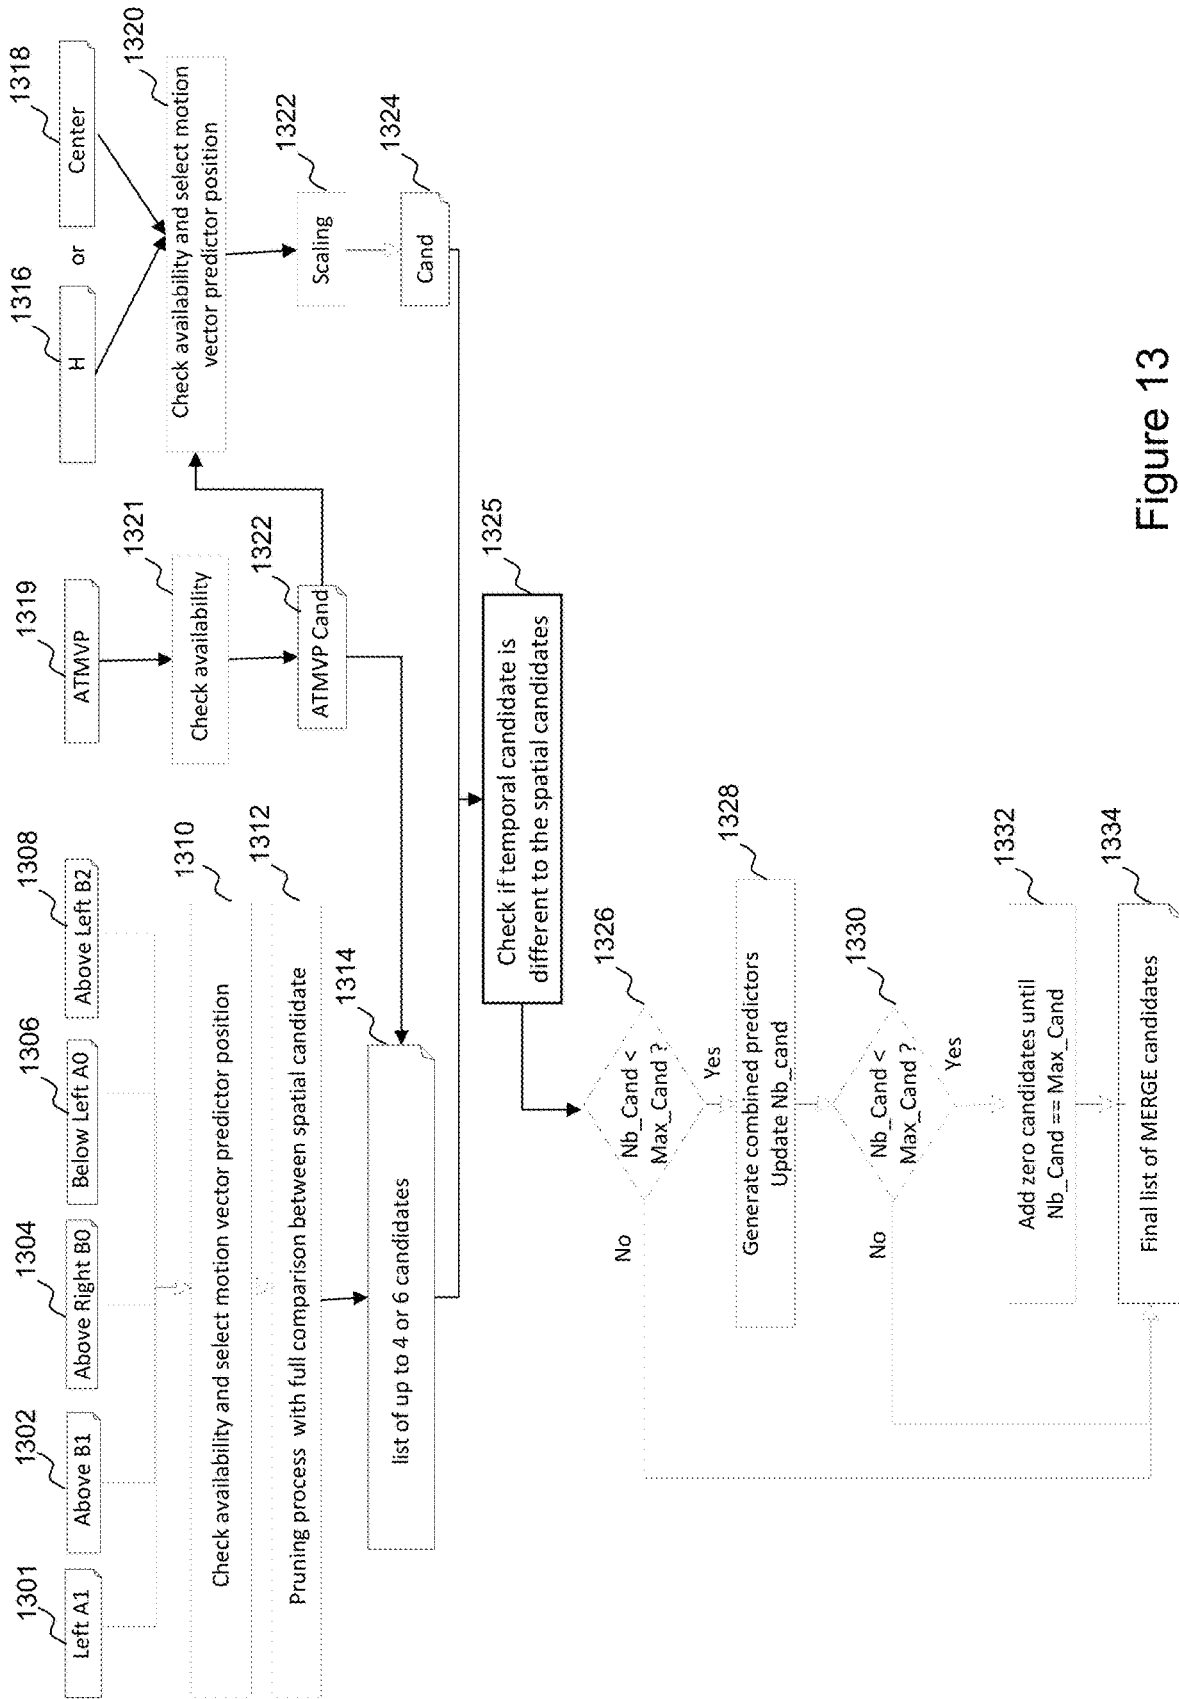 1301
1302
1304
1306
1308
1319
1316
1318
Left A1
Above B1
Above Right B0
Below Left A0
Above Left B2
ATMVP
H
or
Center
1310
1321
1320
Check availability and select motion vector predictor position
Check availability
Check availability and select motion
vector predictor position
1312
1322
1322
Pruning process with full comparison between spatial candidate
ATMVP Cand
Scaling
1314
1324
list of up to 4 or 6 candidates
Cand
1325
Check if temporal candidate is
different to the spatial candidates
1326
Nb_Cand <
Max_Cand ?
No
Yes
1328
Generate combined predictors
Update Nb_cand
1330
Nb_Cand <
Max_Cand ?
No
Yes
1332
Add zero candidates until
Nb_Cand == Max_Cand
1334
Final list of MERGE candidates
Figure 13